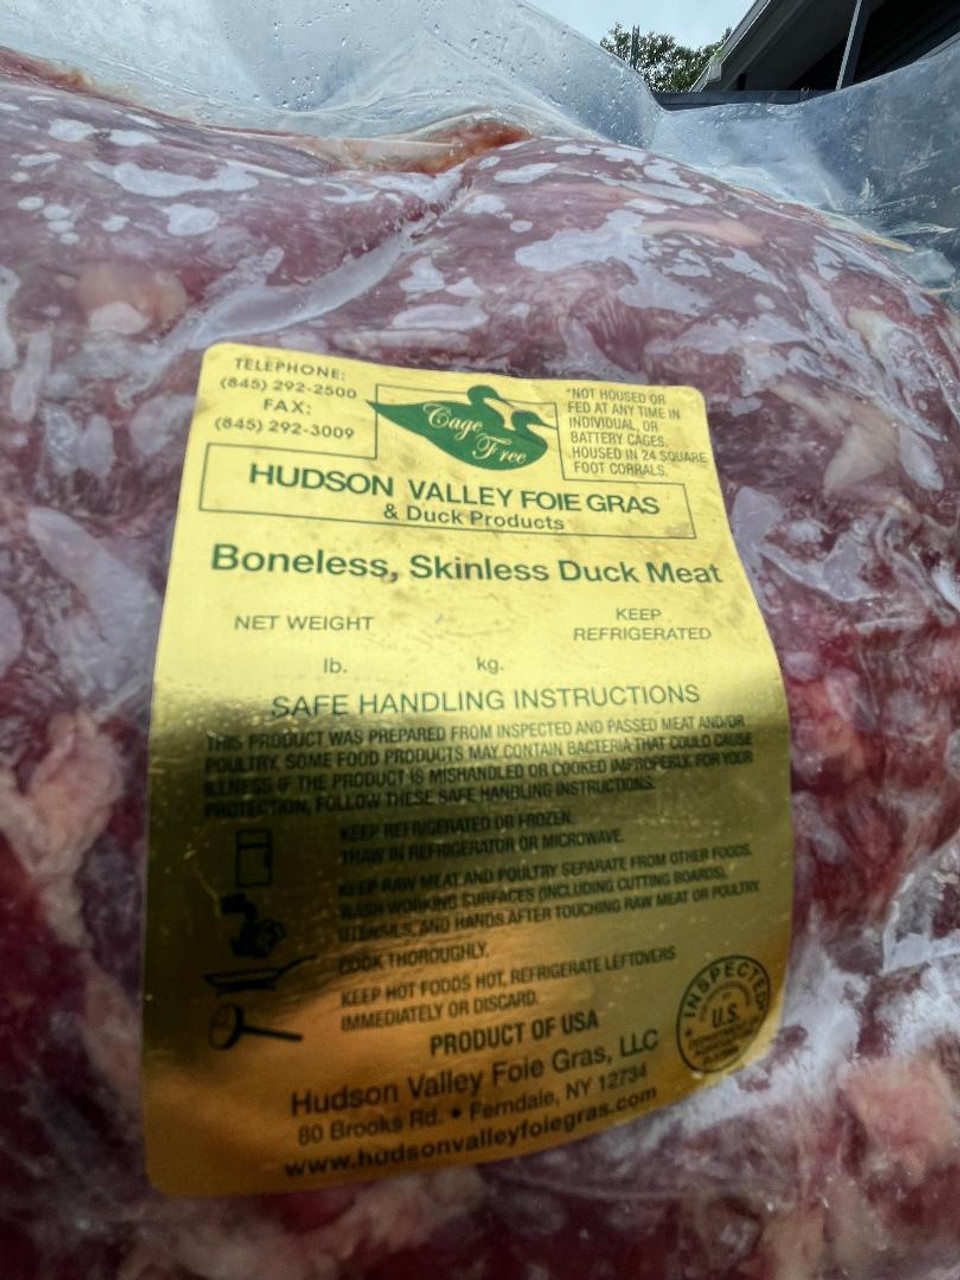 TELEPHONE:
(845) 292-2500
FAX:
(845) 292-3009
Cage
Free
*NOT HOUSED OR
FED AT ANY TIME IN
INDIVIDUAL, OR
BATTERY CAGES.
HOUSED IN 24 SQUARE
FOOT CORRALS.
HUDSON VALLEY FOIE GRAS
& Duck Products
Boneless, Skinless Duck Meat
NET WEIGHT
KEEP
REFRIGERATED
lb. kg.
SAFE HANDLING INSTRUCTIONS
THIS PRODUCT WAS PREPARED FROM INSPECTED AND PASSED MEAT AND/OR
POULTRY. SOME FOOD PRODUCTS MAY CONTAIN BACTERIA THAT COULD CAUSE
ILLNESS IF THE PRODUCT IS MISHANDLED OR COOKED IMPROPERLY. FOR YOUR
PROTECTION, FOLLOW THESE SAFE HANDLING INSTRUCTIONS.
KEEP REFRIGERATED OR FROZEN.
THAW IN REFRIGERATOR OR MICROWAVE.
KEEP RAW MEAT AND POULTRY SEPARATE FROM OTHER FOODS.
WASH WORKING SURFACES (INCLUDING CUTTING BOARDS),
UTENSILS, AND HANDS AFTER TOUCHING RAW MEAT OR POULTRY.
COOK THOROUGHLY.
KEEP HOT FOODS HOT, REFRIGERATE LEFTOVERS
IMMEDIATELY OR DISCARD.
INSPECTED
U.S.
PRODUCT OF USA
Hudson Valley Foie Gras, LLC
80 Brooks Rd. • Ferndale, NY 12734
www.hudsonvalleyfoiegras.com